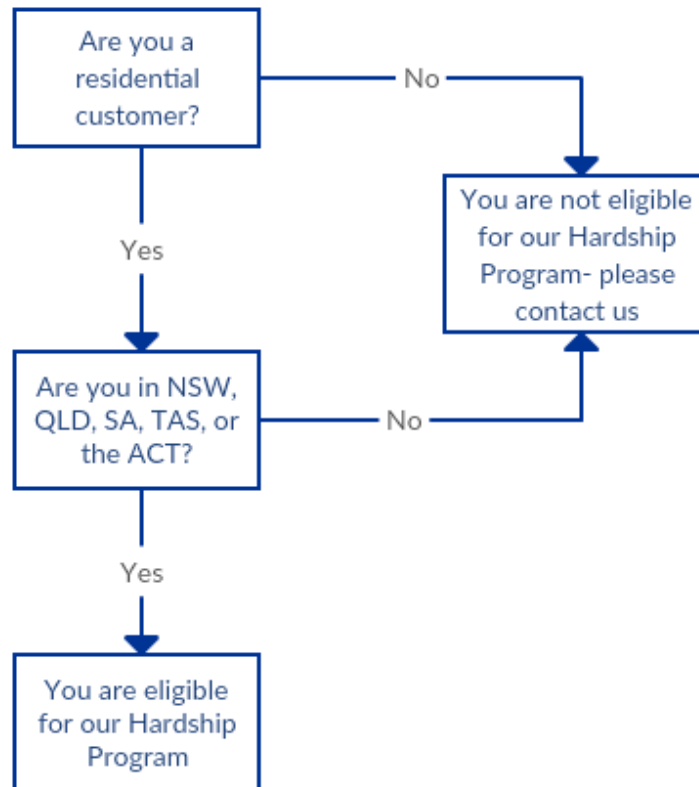 Are you a
residential
customer?
No
You are not eligible
for our Hardship
Program- please
contact us
Yes
Are you in NSW,
QLD, SA, TAS, or
the ACT?
No
Yes
You are eligible
for our Hardship
Program